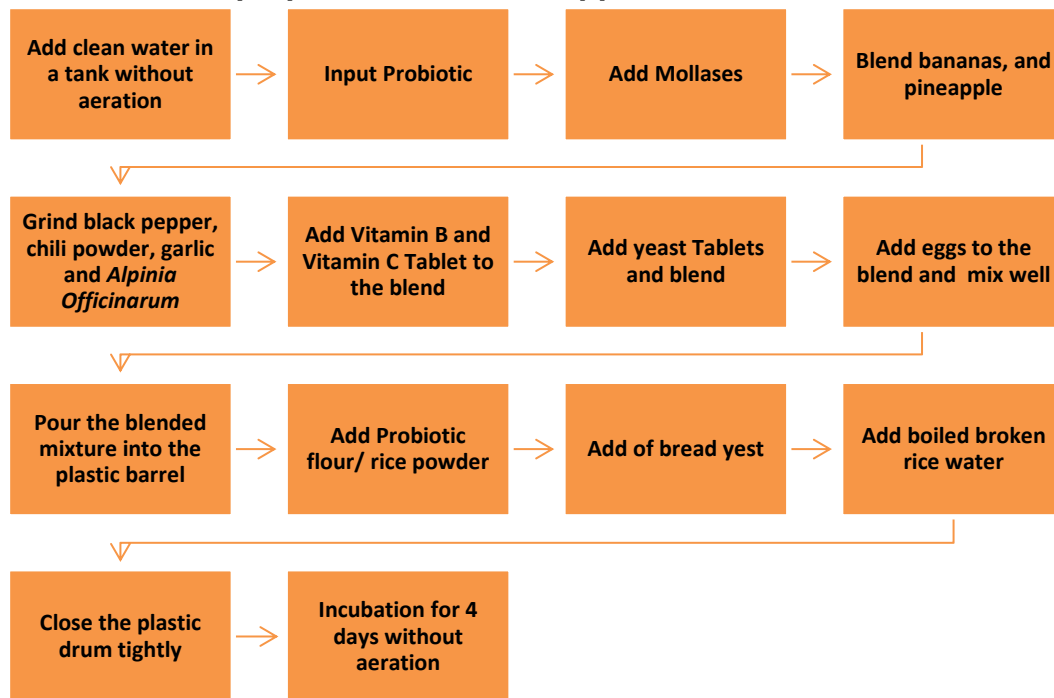 Add clean water in
a tank without
aeration
Input Probiotic
Add Mollases
Blend bananas, and
pineapple
Grind black pepper,
chili powder, garlic
and Alpinia
Officinarum
Add Vitamin B and
Vitamin C Tablet to
the blend
Add yeast Tablets
and blend
Add eggs to the
blend and mix well
Pour the blended
mixture into the
plastic barrel
Add Probiotic
flour/ rice powder
Add of bread yest
Add boiled broken
rice water
Close the plastic
drum tightly
Incubation for 4
days without
aeration